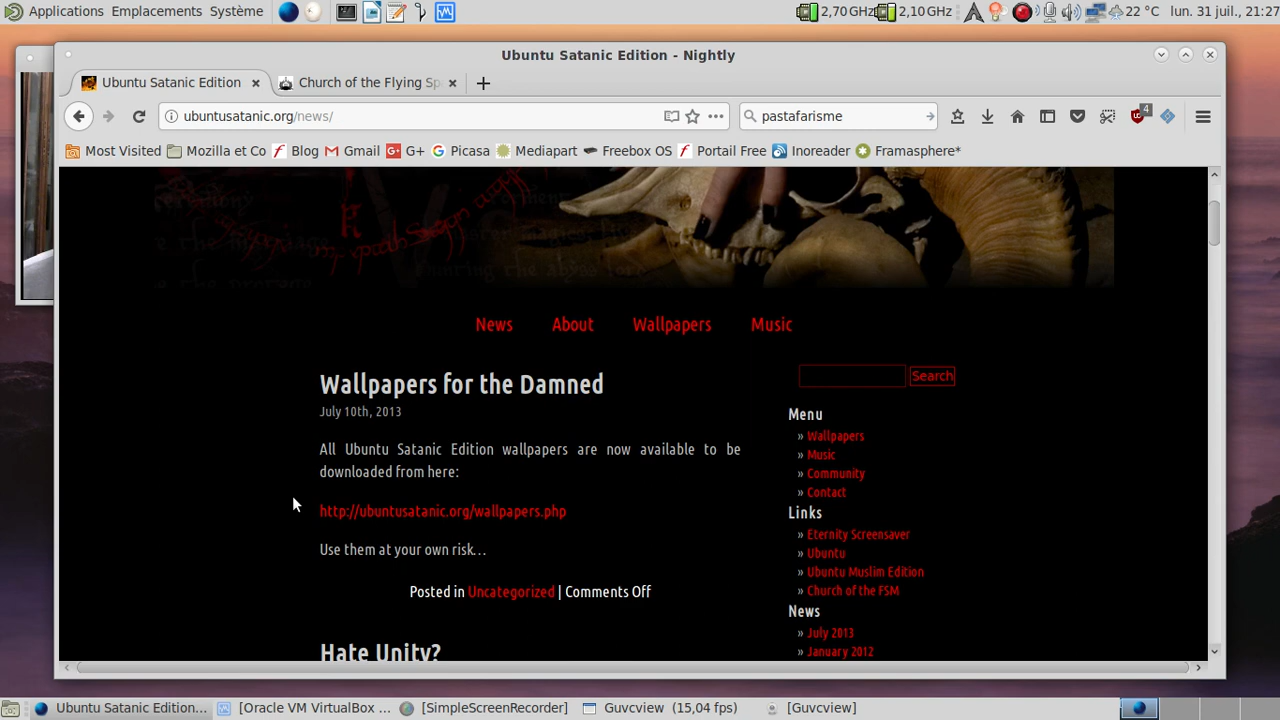 Applications Emplacements Système 2,70 GHz 2,10 GHz 22 °C lun. 31 juil., 21:27
Ubuntu Satanic Edition - Nightly
Ubuntu Satanic Edition Church of the Flying Sp
ubuntusatanic.org/news/ pastafarisme 4
Most Visited Mozilla et Co Blog Gmail G+ Picasa Mediapart Freebox OS Portail Free Inoreader Framasphere*
News About Wallpapers Music
Wallpapers for the Damned
July 10th, 2013
All Ubuntu Satanic Edition wallpapers are now available to be
downloaded from here:
http://ubuntusatanic.org/wallpapers.php
Use them at your own risk…
Posted in Uncategorized | Comments Off
Hate Unity?
Search
Menu
» Wallpapers
» Music
» Community
» Contact
Links
» Eternity Screensaver
» Ubuntu
» Ubuntu Muslim Edition
» Church of the FSM
News
» July 2013
» January 2012
Ubuntu Satanic Edition... [Oracle VM VirtualBox ... [SimpleScreenRecorder] Guvcview (15,04 fps) [Guvcview]